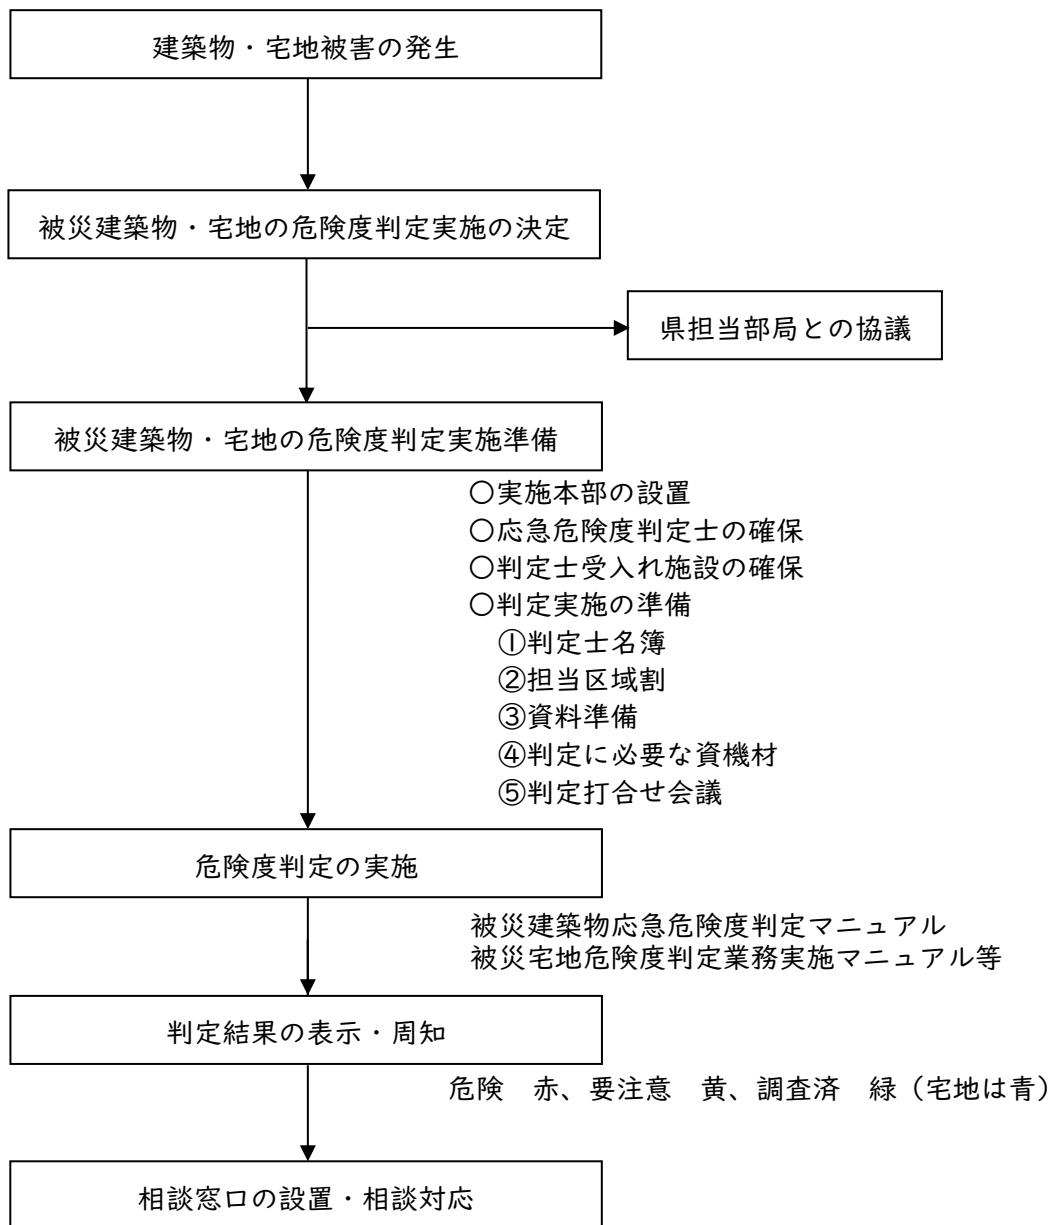 建築物・宅地被害の発生
被災建築物・宅地の危険度判定実施の決定
県担当部局との協議
被災建築物・宅地の危険度判定実施準備
〇実施本部の設置
〇応急危険度判定士の確保
〇判定士受入れ施設の確保
〇判定実施の準備
①判定士名簿
②担当区域割
③資料準備
④判定に必要な資機材
⑤判定打合せ会議
危険度判定の実施
被災建築物応急危険度判定マニュアル
被災宅地危険度判定業務実施マニュアル等
判定結果の表示・周知
危険　赤、要注意　黄、調査済　緑（宅地は青）
相談窓口の設置・相談対応